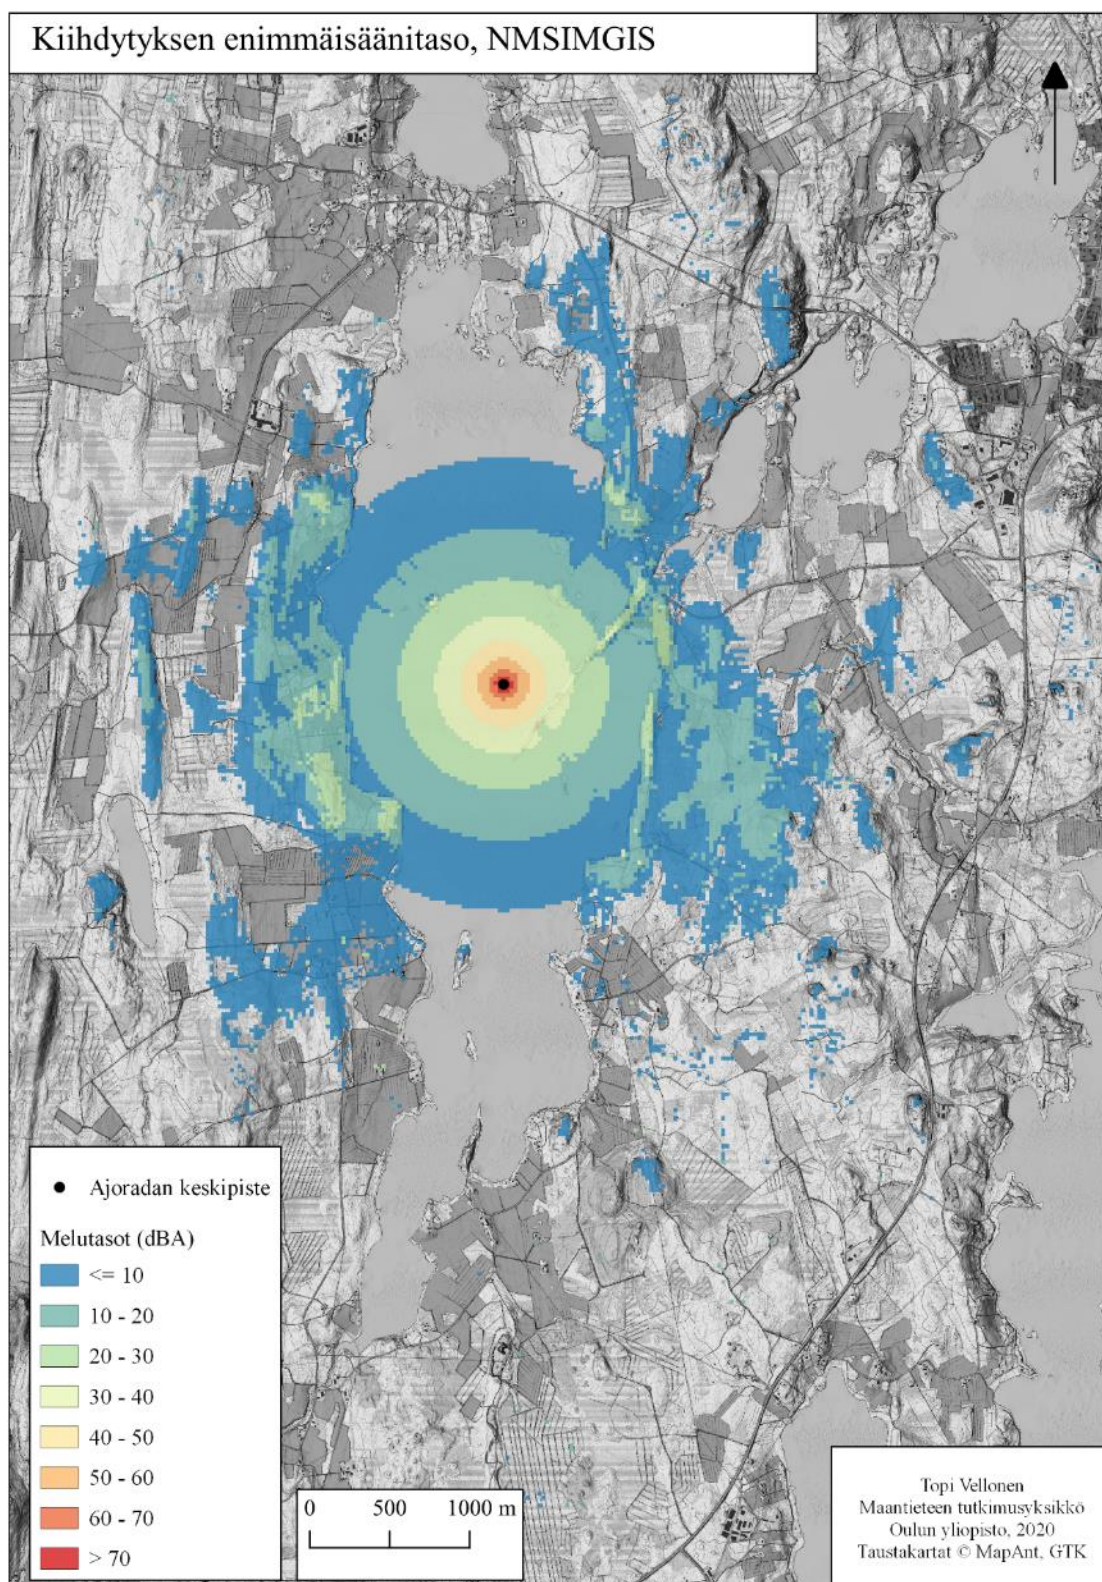 Kiihdytyksen enimmäisäänitaso, NMSIMGIS
Ajoradan keskipiste
Melutasot (dBA)
<= 10
10 - 20
20 - 30
30 - 40
40 - 50
50 - 60
60 - 70
> 70
0 500 1000 m
Topi Vellonen
Maantieteen tutkimusyksikkö
Oulun yliopisto, 2020
Taustakartat © MapAnt, GTK